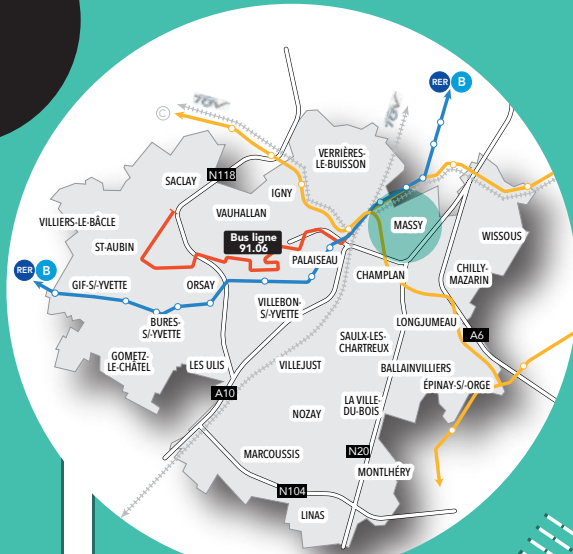 RER B
TGV
TGV
©
VERRIÈRES-
LE-BUISSON
N118
SACLAY
IGNY
VAUHALLAN
MASSY
VILLIERS-LE-BÂCLE
Bus ligne
91.06
WISSOUS
ST-AUBIN
PALAISEAU
RER B
CHAMPLAN
CHILLY-
MAZARIN
GIF-S/YVETTE
ORSAY
VILLEBON-
S/-YVETTE
BURES-
S/-YVETTE
LONGJUMEAU
A6
SAULX-LES-
CHARTREUX
GOMETZ-
LE-CHÂTEL
LES ULIS
VILLEJUST
BALLAINVILLIERS
ÉPINAY-S/-ORGE
A10
LA VILLE-
DU-BOIS
NOZAY
MARCOUSSIS
N20
MONTLHÉRY
N104
LINAS